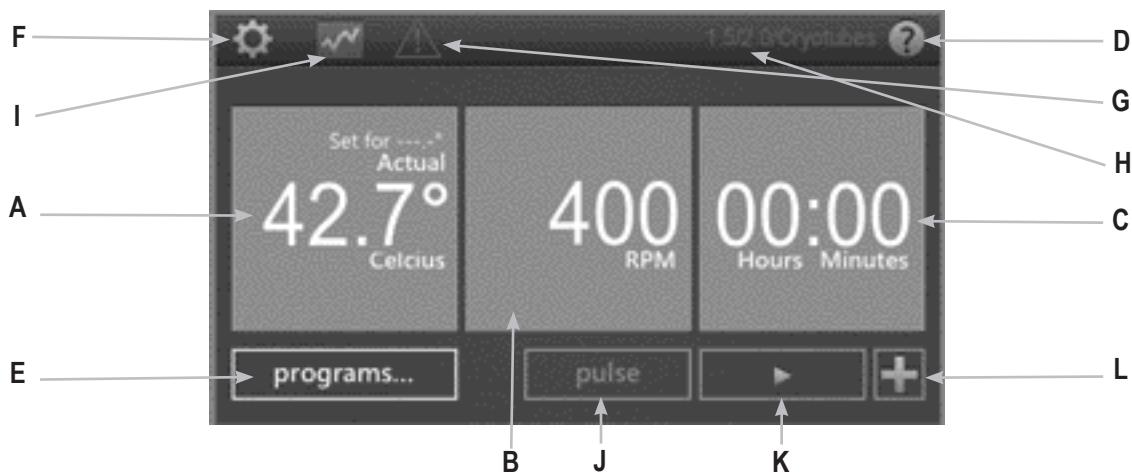 F
D
1.5/2.0/Cryotubes
?
I
G
H
Set for ---.-°
Actual
A
42.7°
Celcius
400
RPM
00:00
Hours Minutes
C
E
programs...
pulse
L
B
J
K